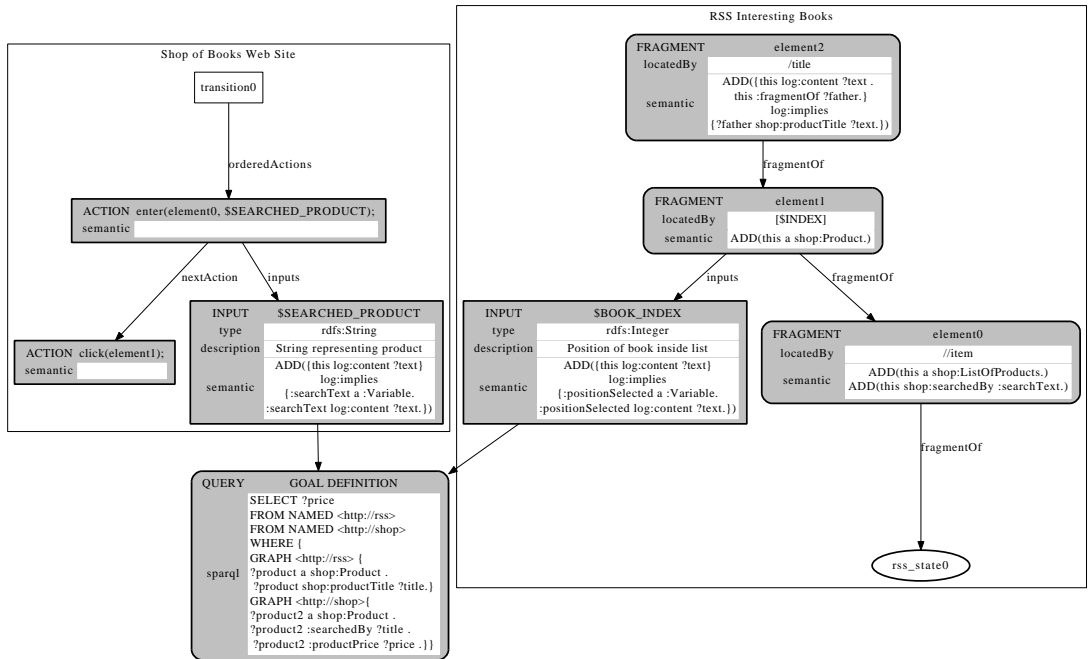 RSS Interesting Books
FRAGMENT element2
locatedBy /title
semantic ADD({this log:content ?text .
this :fragmentOf ?father.}
log:implies
{?father shop:productTitle ?text.})
fragmentOf
FRAGMENT element1
locatedBy [$INDEX]
semantic ADD(this a shop:Product.)
inputs
fragmentOf
INPUT $BOOK_INDEX
type rdfs:Integer
description Position of book inside list
semantic ADD({this log:content ?text}
log:implies
{:positionSelected a :Variable.
:positionSelected log:content ?text.})
FRAGMENT element0
locatedBy //item
semantic ADD(this a shop:ListOfProducts.)
ADD(this shop:searchedBy :searchText.)
fragmentOf
rss_state0
Shop of Books Web Site
transition0
orderedActions
ACTION enter(element0, $SEARCHED_PRODUCT);
semantic
nextAction
inputs
ACTION click(element1);
semantic
INPUT $SEARCHED_PRODUCT
type rdfs:String
description String representing product
semantic ADD({this log:content ?text}
log:implies
{:searchText a :Variable.
:searchText log:content ?text.})
QUERY GOAL DEFINITION
sparql SELECT ?price
FROM NAMED <http://rss>
FROM NAMED <http://shop>
WHERE {
GRAPH <http://rss> {
?product a shop:Product .
?product shop:productTitle ?title.}
GRAPH <http://shop>{
?product2 a shop:Product .
?product2 :searchedBy ?title .
?product2 :productPrice ?price .}}